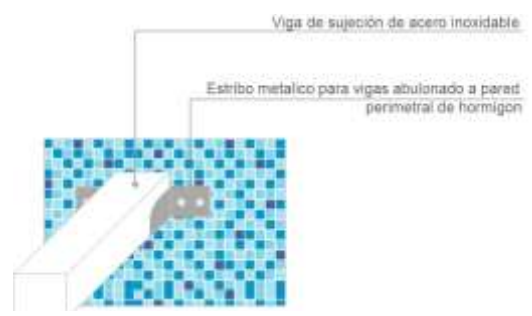 Viga de sujeción de acero inoxidable
Estribo metalico para vigas abulonado a pared
perimetral de hormigon